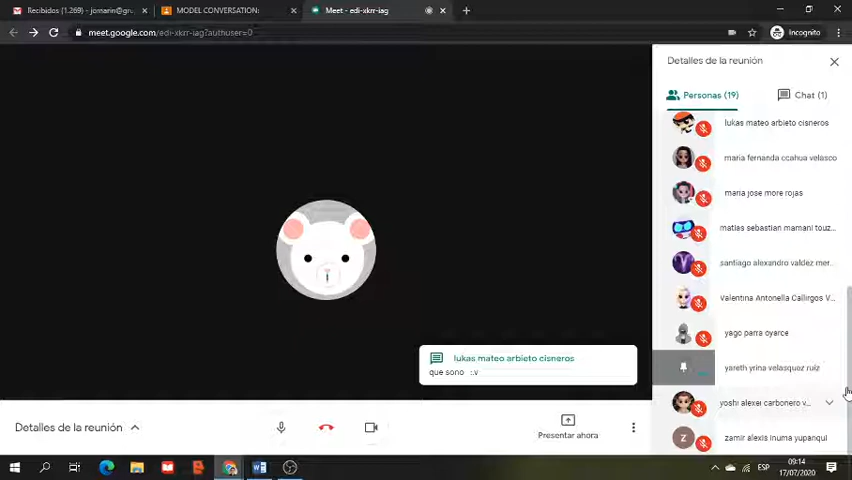 Recibidos (1.269) - jomarin@gru
MODEL CONVERSATION:
Meet - edi-xkrr-iag
meet.google.com/edi-xkrr-iag?authuser=0
Incognito
Detalles de la reunión
Personas (19)
Chat (1)
lukas mateo arbieto cisneros
maria fernanda ccahua velasco
maria jose more rojas
matias sebastian mamani touz...
santiago alexandro valdez mer...
Valentina Antonella Callirgos V...
yago parra oyarce
yareth yrina velasquez ruiz
yoshi alexei carbonero v...
Z
zamir alexis inuma yupanqui
lukas mateo arbieto cisneros
que sono :.v
Detalles de la reunión
Presentar ahora
ESP
09:14
17/07/2020